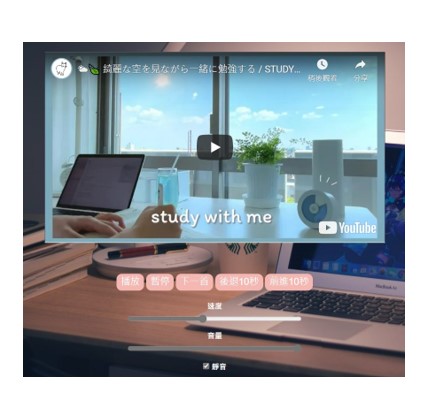 綺麗な空を見ながら一緒に勉強する / STUDY...
稍後觀看
分享
study with me
YouTube
播放 暫停 下一首 後退10秒 前進10秒
速度
音量
靜音
MacBook Air